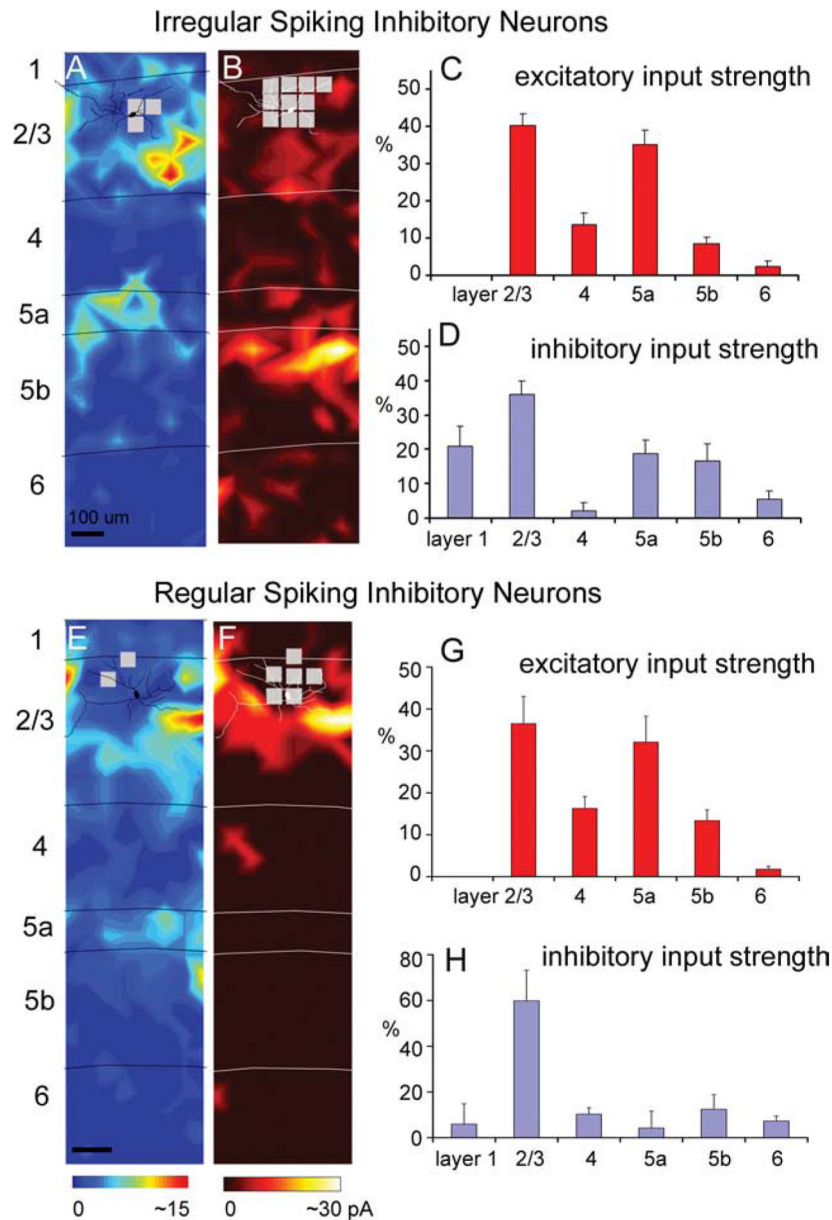 Irregular Spiking Inhibitory Neurons
1
2/3
4
5a
5b
6
A
100 um
B
C
excitatory input strength
%
50
40
30
20
10
0
layer 2/3 4 5a 5b 6
D
inhibitory input strength
%
50
40
30
20
10
0
layer 1 2/3 4 5a 5b 6
Regular Spiking Inhibitory Neurons
1
2/3
4
5a
5b
6
E
F
G
excitatory input strength
%
50
40
30
20
10
0
layer 2/3 4 5a 5b 6
H
inhibitory input strength
%
80
60
40
20
0
layer 1 2/3 4 5a 5b 6
0 ~15
0 ~30 pA